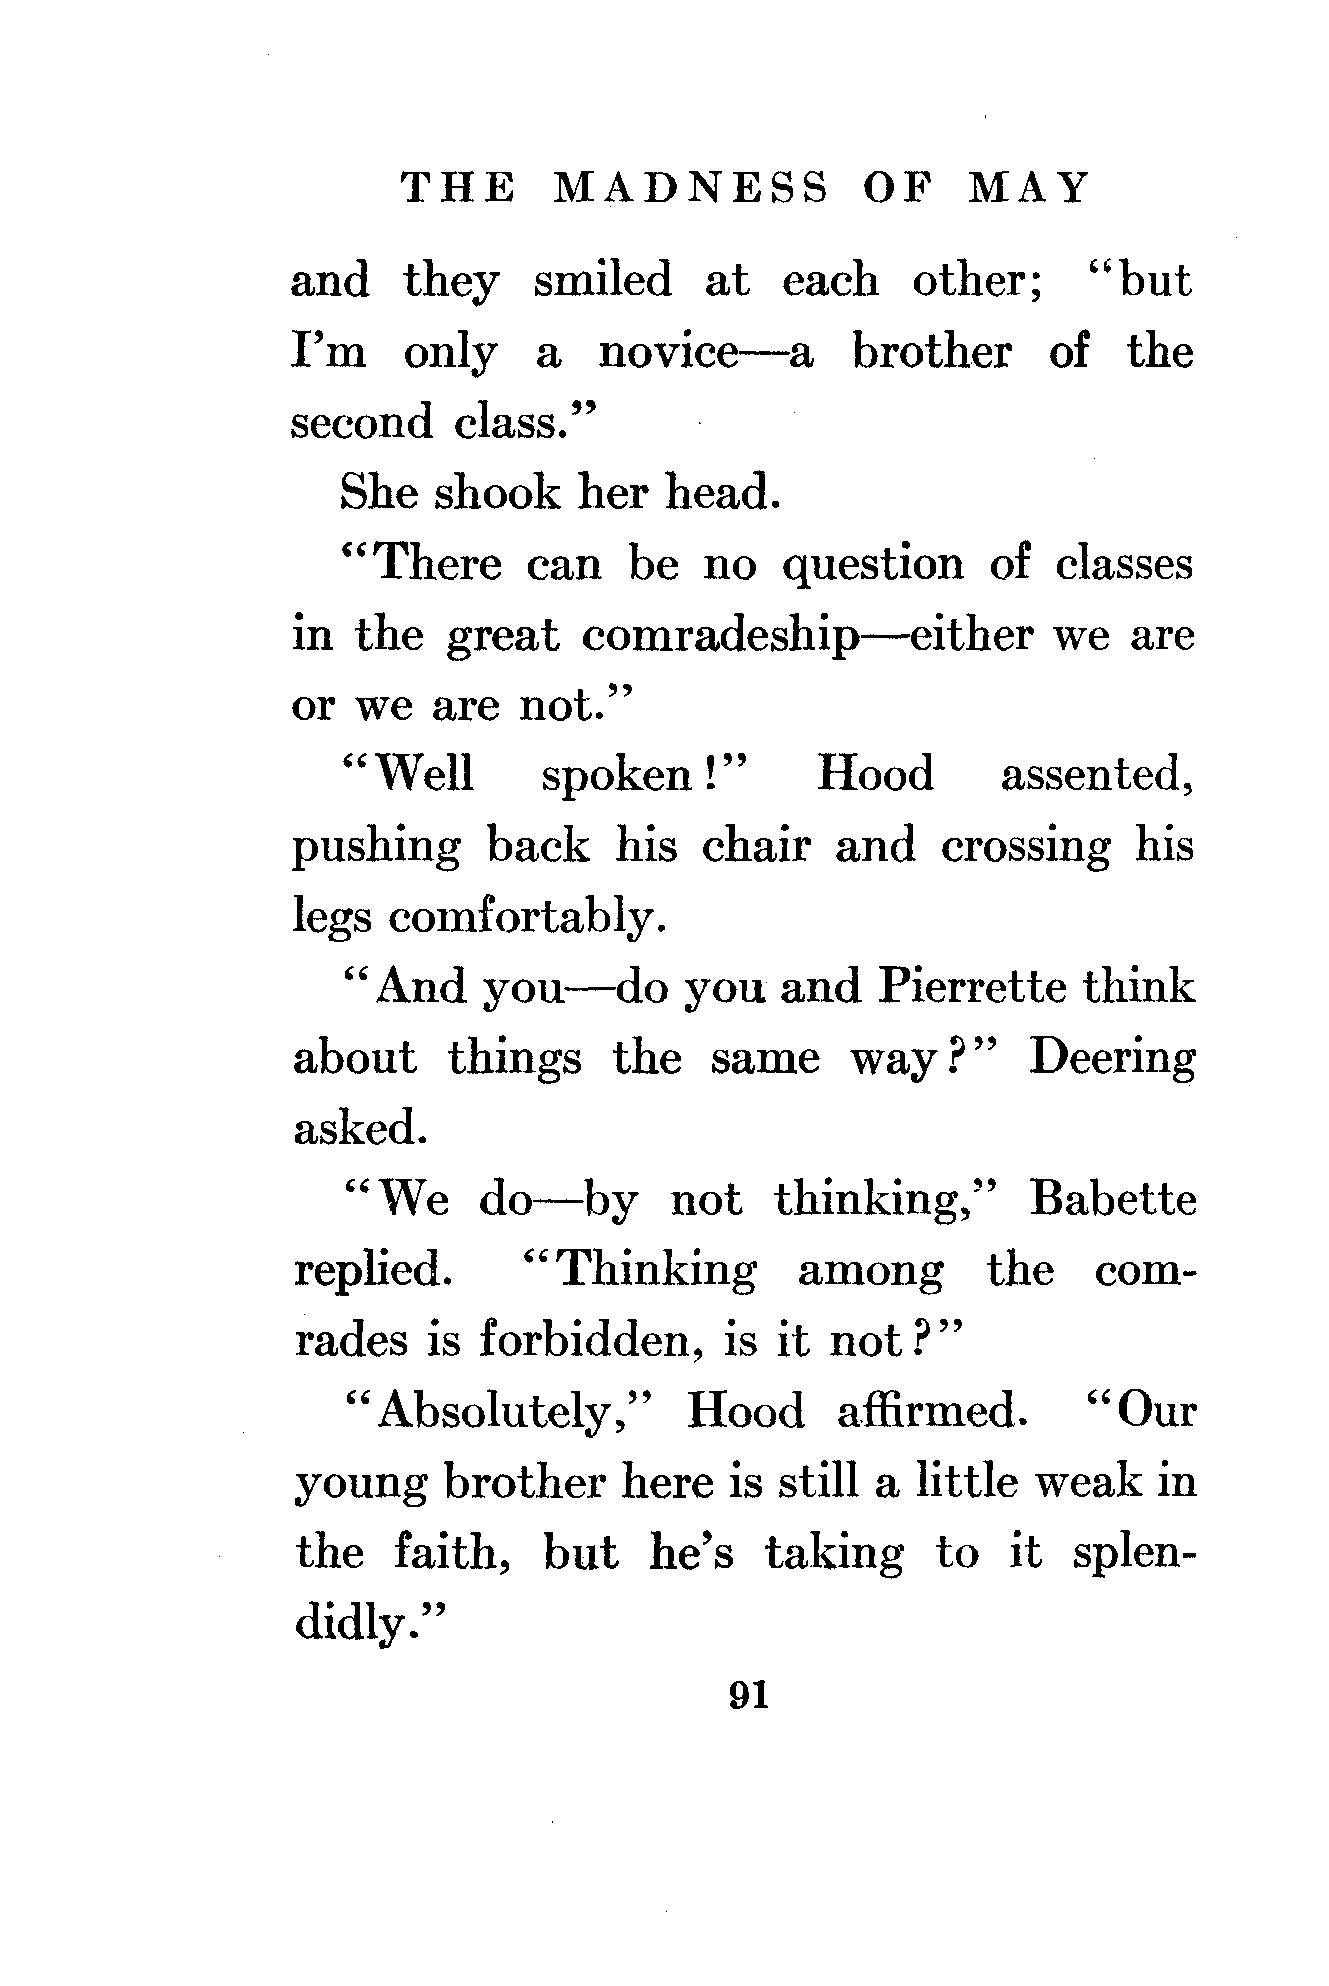 THE MADNESS OF MAY
and they smiled at each other; "but
I'm only a novice—a brother of the
second class."
She shook her head.
"There can be no question of classes
in the great comradeship—either we are
or we are not."
"Well spoken!" Hood assented,
pushing back his chair and crossing his
legs comfortably.
"And you—do you and Pierrette think
about things the same way?" Deering
asked.
"We do—by not thinking," Babette
replied. "Thinking among the com-
rades is forbidden, is it not?"
"Absolutely," Hood affirmed. "Our
young brother here is still a little weak in
the faith, but he's taking to it splen-
didly."
91